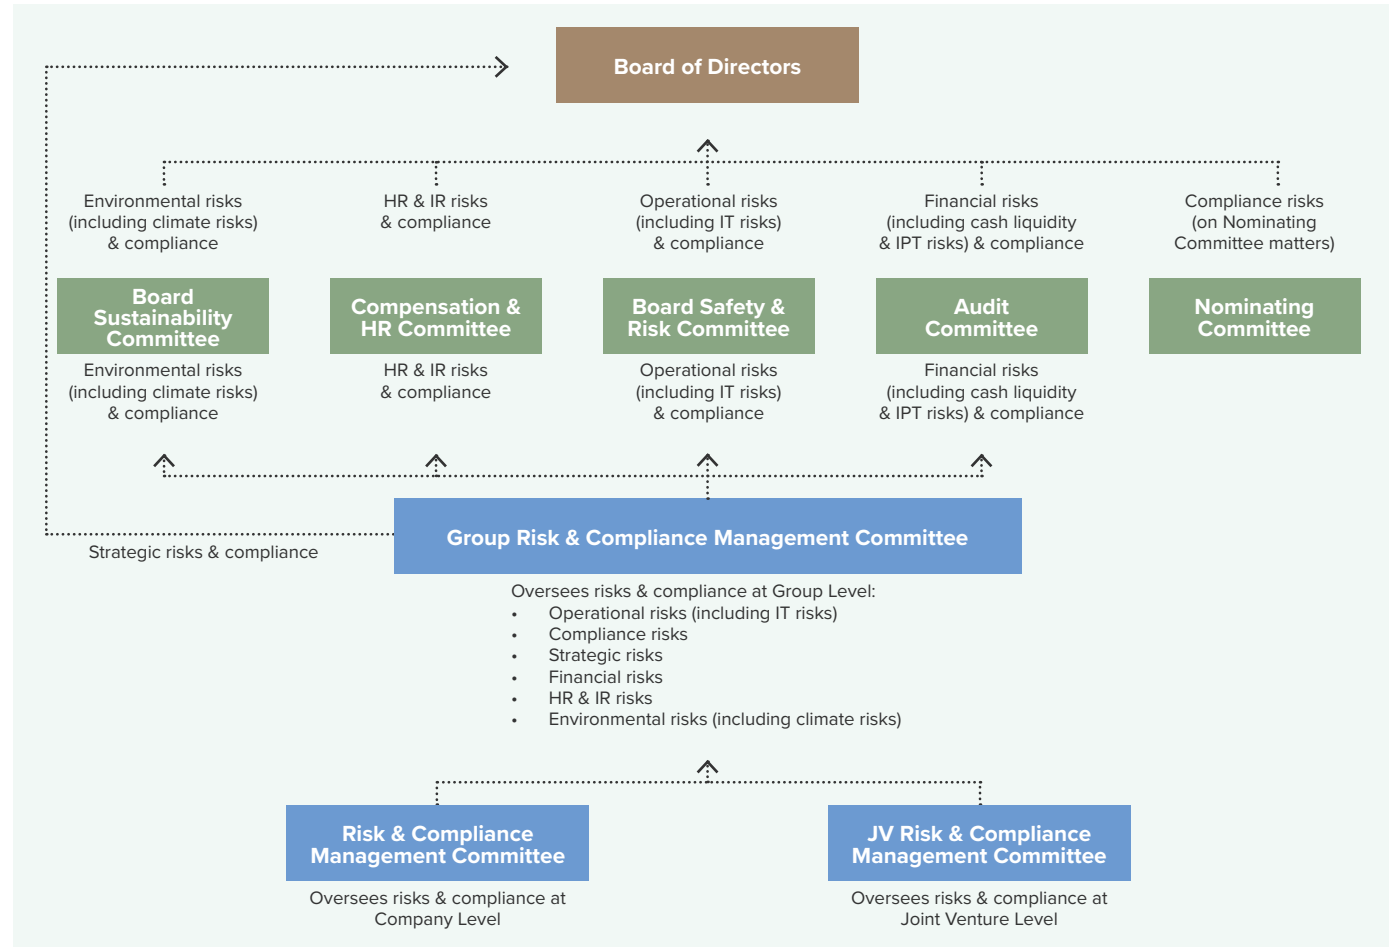 Board of Directors
Environmental risks
(including climate risks)
& compliance
HR & IR risks
& compliance
Operational risks
(including IT risks)
& compliance
Financial risks
(including cash liquidity
& IPT risks) & compliance
Compliance risks
(on Nominating
Committee matters)
Board
Sustainability
Committee
Compensation &
HR Committee
Board Safety &
Risk Committee
Audit
Committee
Nominating
Committee
Environmental risks
(including climate risks)
& compliance
HR & IR risks
& compliance
Operational risks
(including IT risks)
& compliance
Financial risks
(including cash liquidity
& IPT risks) & compliance
Strategic risks & compliance
Group Risk & Compliance Management Committee
Oversees risks & compliance at Group Level:
• Operational risks (including IT risks)
• Compliance risks
• Strategic risks
• Financial risks
• HR & IR risks
• Environmental risks (including climate risks)
Risk & Compliance
Management Committee
Oversees risks & compliance at
Company Level
JV Risk & Compliance
Management Committee
Oversees risks & compliance at
Joint Venture Level